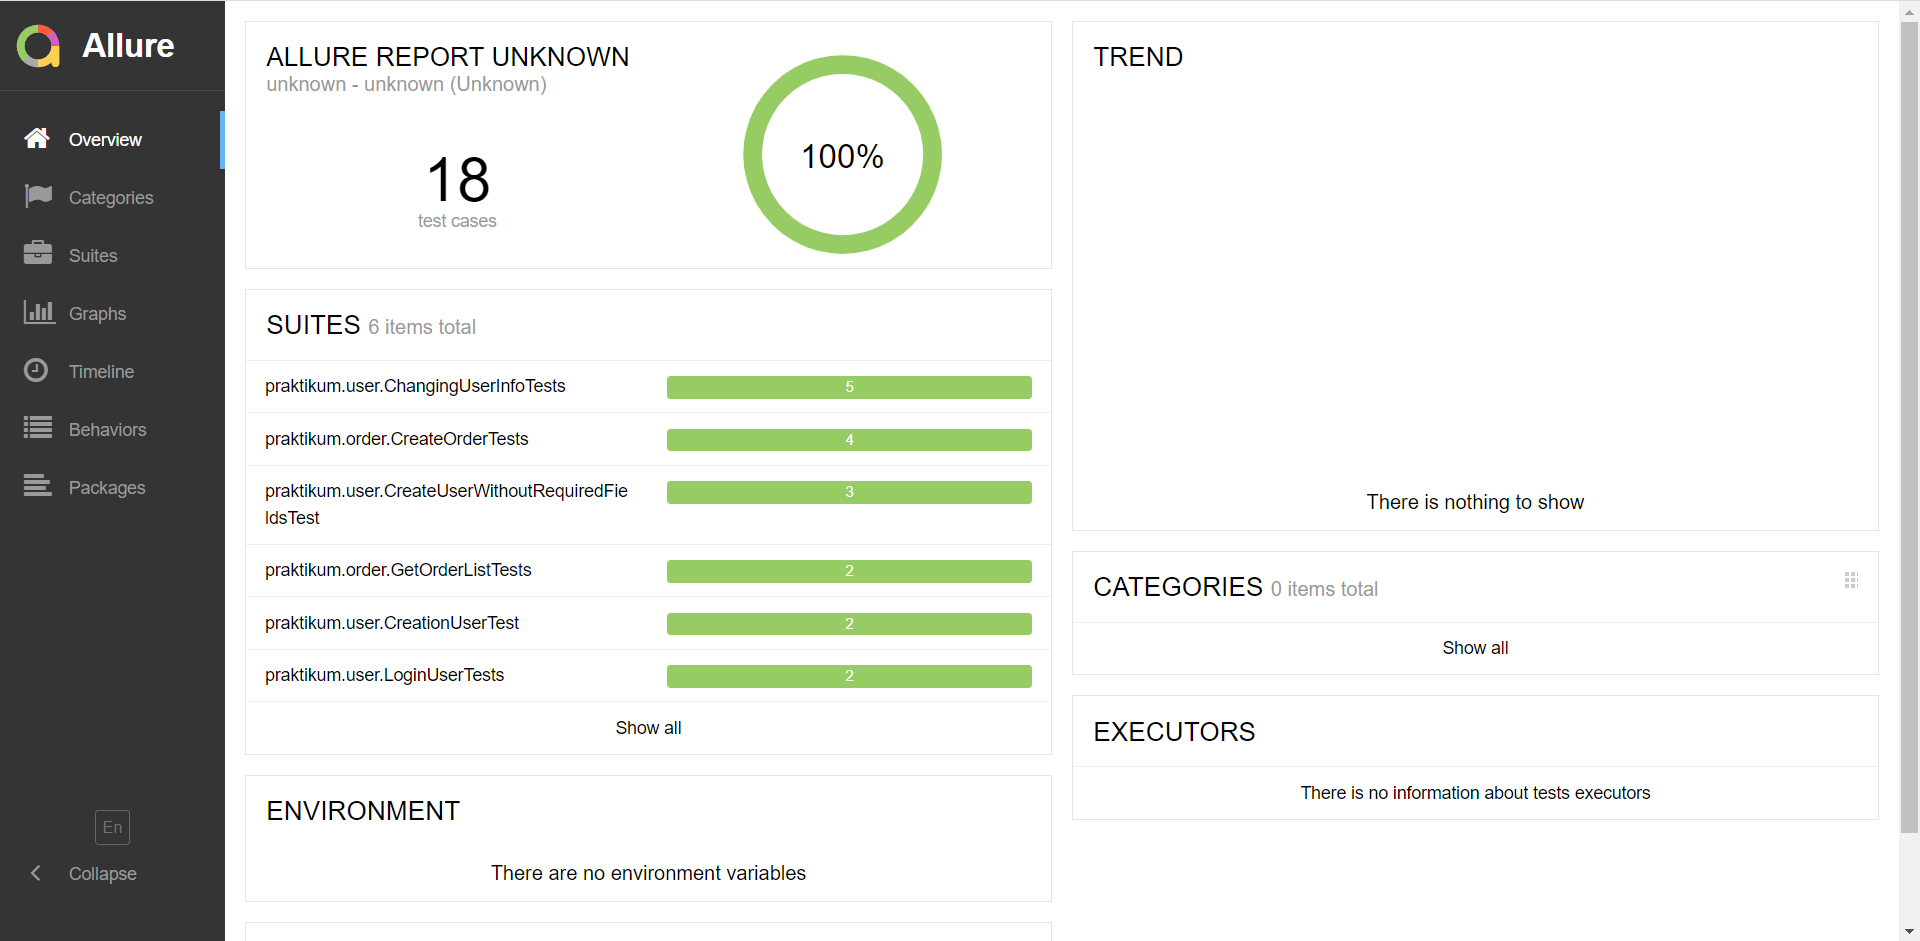 Allure
Overview
Categories
Suites
Graphs
Timeline
Behaviors
Packages
En
Collapse
ALLURE REPORT UNKNOWN
unknown - unknown (Unknown)
18
test cases
100%
SUITES 6 items total
praktikum.user.ChangingUserInfoTests 5
praktikum.order.CreateOrderTests 4
praktikum.user.CreateUserWithoutRequiredFie 3
ldsTest
praktikum.order.GetOrderListTests 2
praktikum.user.CreationUserTest 2
praktikum.user.LoginUserTests 2
Show all
ENVIRONMENT
There are no environment variables
TREND
There is nothing to show
CATEGORIES 0 items total
Show all
EXECUTORS
There is no information about tests executors